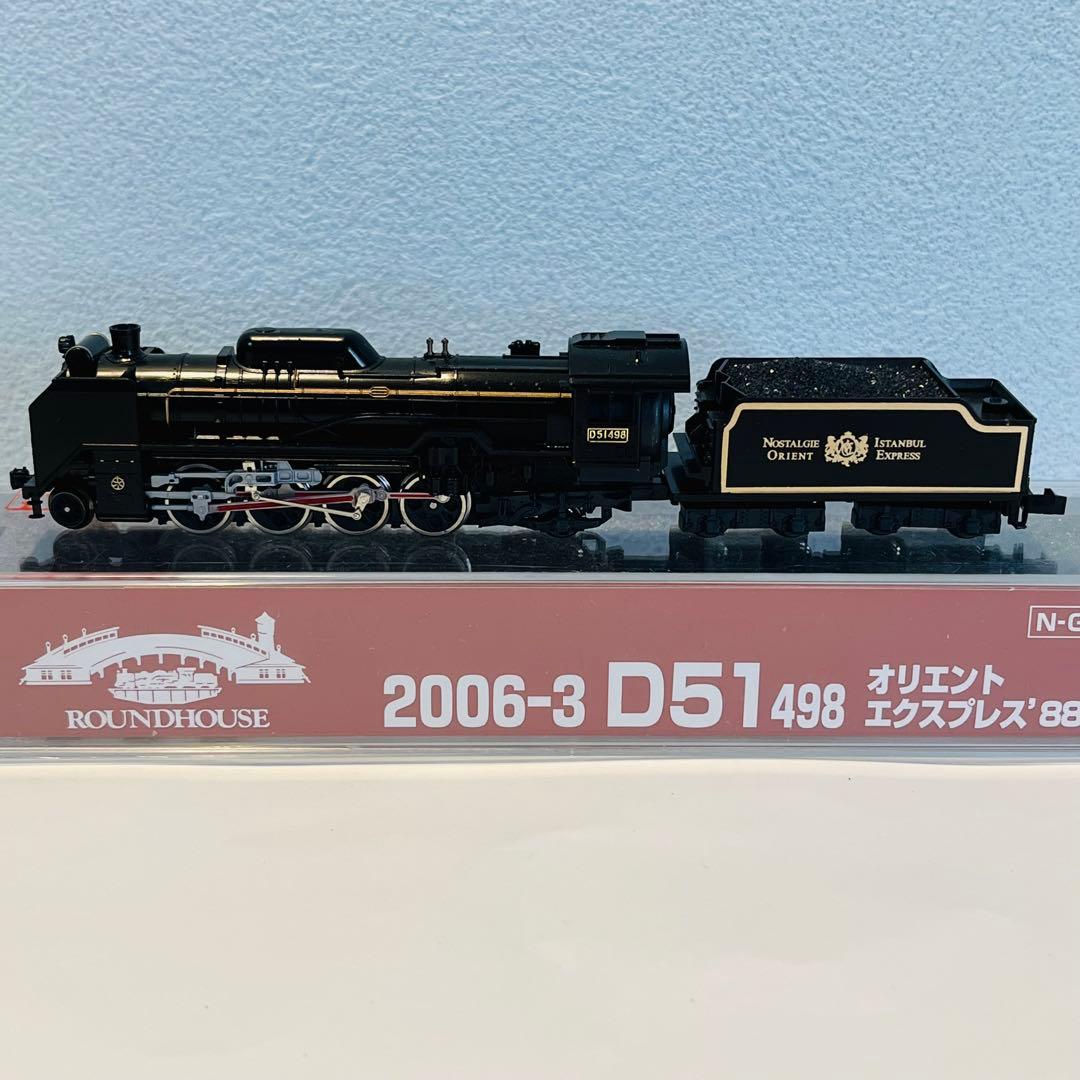 D51498
NOSTALGIE ISTANBUL
ORIENT EXPRESS
N-G
ROUNDHOUSE
2006-3 D51 498
オリエント
エクスプレス'88